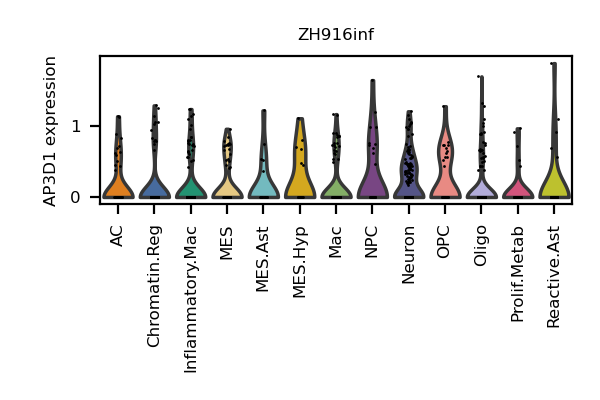 ZH916inf
AP3D1 expression
1
0
AC
Chromatin.Reg
Inflammatory.Mac
MES
MES.Ast
MES.Hyp
Mac
NPC
Neuron
OPC
Oligo
Prolif.Metab
Reactive.Ast